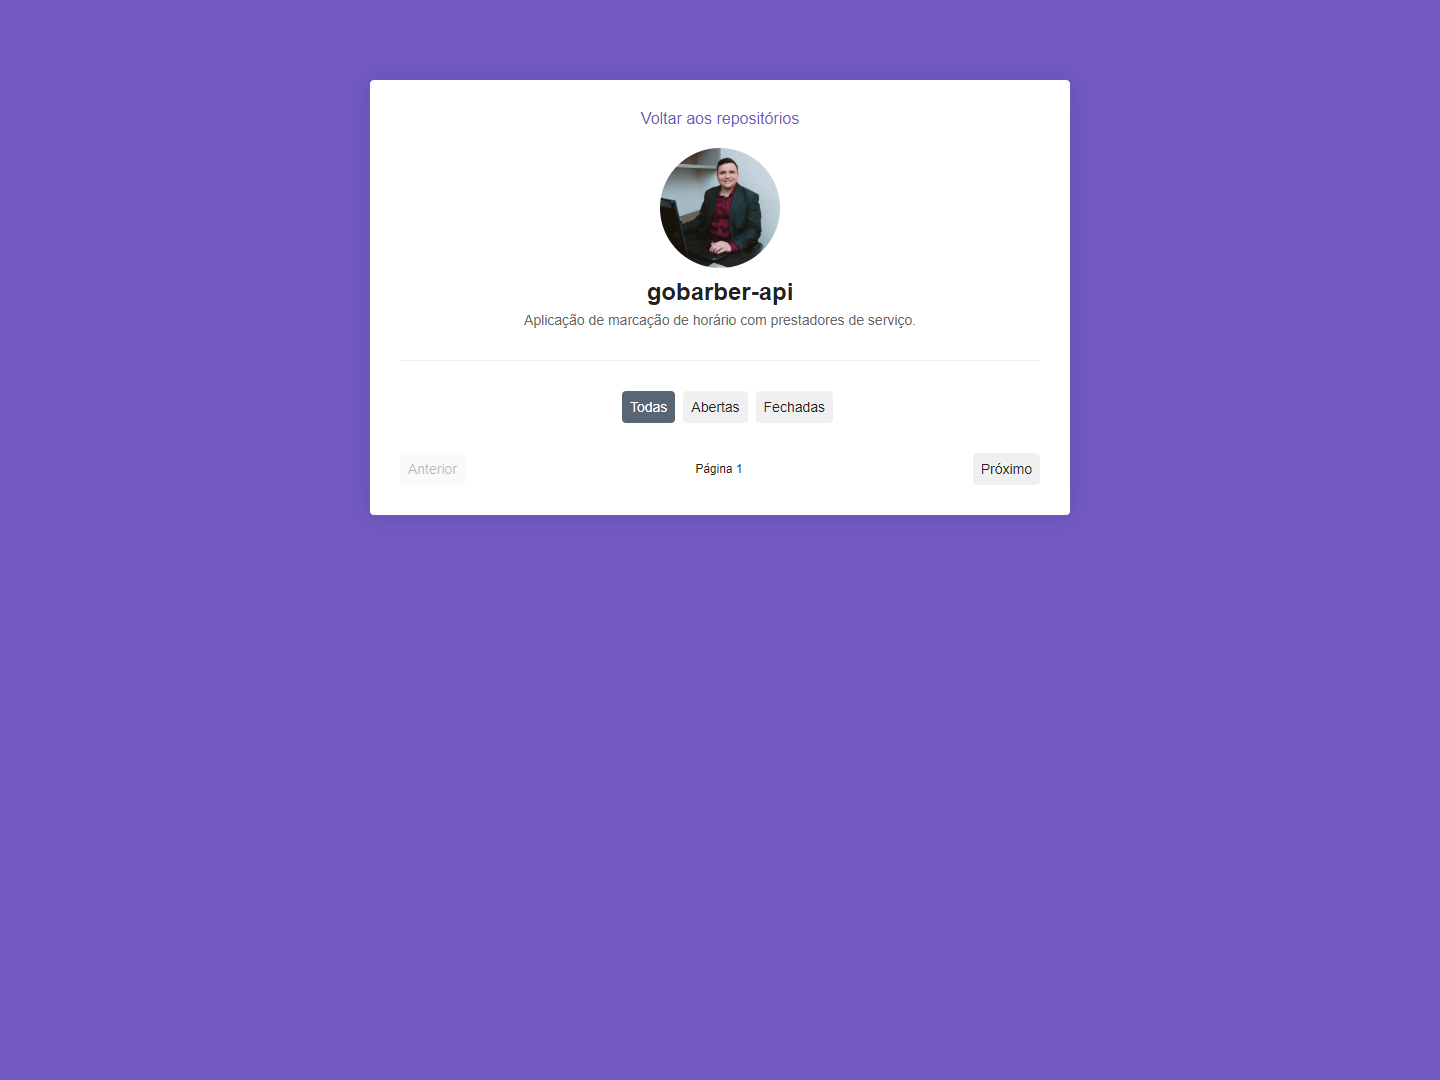 Voltar aos repositórios
gobarber-api
Aplicação de marcação de horário com prestadores de serviço.
Todas Abertas Fechadas
Anterior Página 1 Próximo